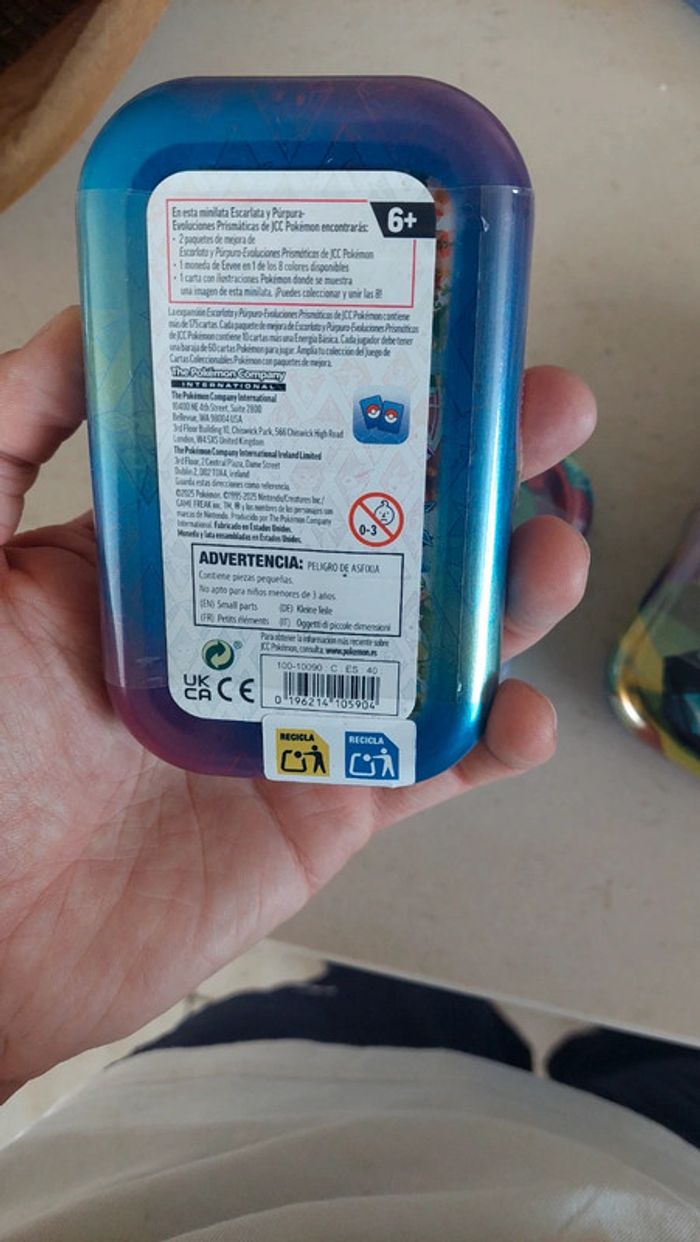 6+
En esta minilata Escarlata y Púrpura-
Evoluciones Prismáticas de JCC Pokémon encontrarás:
• 2 paquetes de mejora de
Escarlata y Púrpura-Evoluciones Prismáticas de JCC Pokémon
• 1 moneda de Eevee en 1 de los 8 colores disponibles
• 1 carta con ilustraciones Pokémon donde se muestra
una imagen de esta minilata. ¡Puedes coleccionar y unir las 8!
La expansión Escarlata y Púrpura-Evoluciones Prismáticas de JCC Pokémon contiene
más de 175 cartas. Cada paquete de mejora de Escarlata y Púrpura-Evoluciones Prismáticas
de JCC Pokémon contiene 10 cartas más una Energía Básica. Cada jugador debe tener
una baraja de 60 cartas Pokémon para jugar. Amplía tu colección del Juego de
Cartas Coleccionables Pokémon con paquetes de mejora.
The Pokémon Company
INTERNATIONAL
The Pokémon Company International
10400 NE 4th Street, Suite 2800
Bellevue, WA 98004 USA
3rd Floor Building 10, Chiswick Park, 566 Chiswick High Road
London, W4 5XS United Kingdom
The Pokémon Company International Ireland Limited
3rd Floor, 2 Central Plaza, Dame Street
Dublin 2, D02 T0X4, Ireland
Guarda estas direcciones como referencia.
©2025 Pokémon. ©1995-2025 Nintendo/Creatures Inc./
GAME FREAK inc. TM, ® y los nombres de los personajes son
marcas de Nintendo. Producido por The Pokémon Company
International. Fabricado en Estados Unidos.
Moneda y lata ensambladas en Estados Unidos.
0-3
ADVERTENCIA: PELIGRO DE ASFIXIA
Contiene piezas pequeñas.
No apto para niños menores de 3 años.
(EN) Small parts (DE) Kleine Teile
(FR) Petits éléments (IT) Oggetti di piccole dimensioni
Para obtener la información más reciente sobre
JCC Pokémon, consulta: www.pokemon.es
UK
CA CE
100-10090 C ES 40
0 196214 105904
RECICLA RECICLA